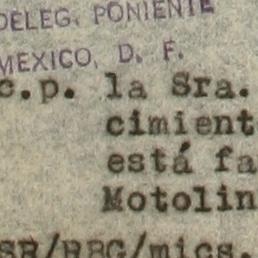 DELEG. PONIENTE
MEXICO, D. F.
c.p. la Sra.
cimient
está fa
Motolin
SR/RBG/mics.